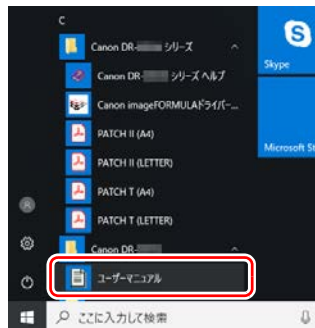 C
Canon DR- シリーズ
Canon DR- シリーズ ヘルプ
Canon imageFORMULAドライバー...
PATCH II (A4)
PATCH II (LETTER)
PATCH T (A4)
PATCH T (LETTER)
Canon DR-
ユーザーマニュアル
ここに入力して検索
Skype
Microsoft St